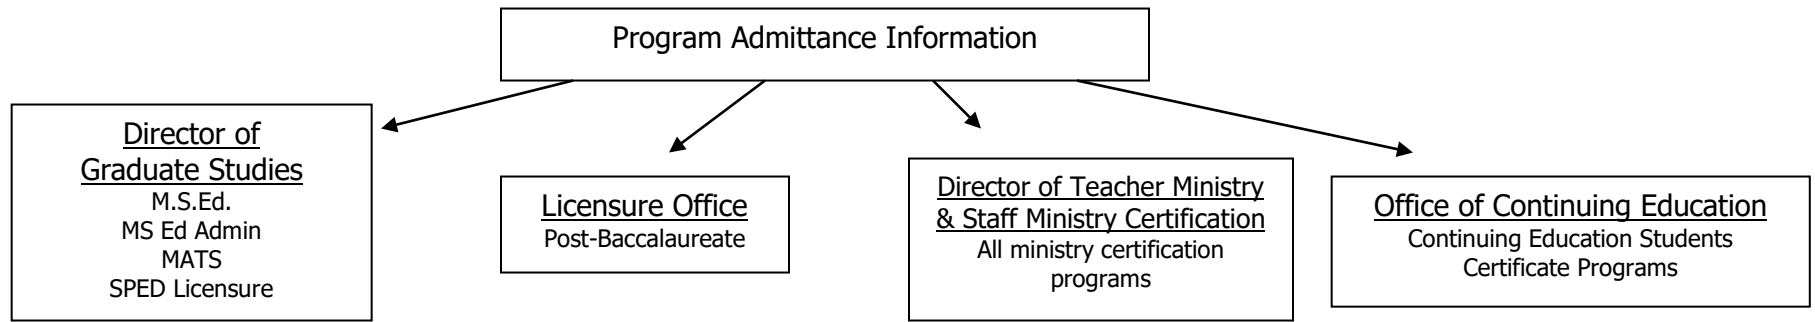 Program Admittance Information
Director of
Graduate Studies
M.S.Ed.
MS Ed Admin
MATS
SPED Licensure
Licensure Office
Post-Baccalaureate
Director of Teacher Ministry
& Staff Ministry Certification
All ministry certification
programs
Office of Continuing Education
Continuing Education Students
Certificate Programs